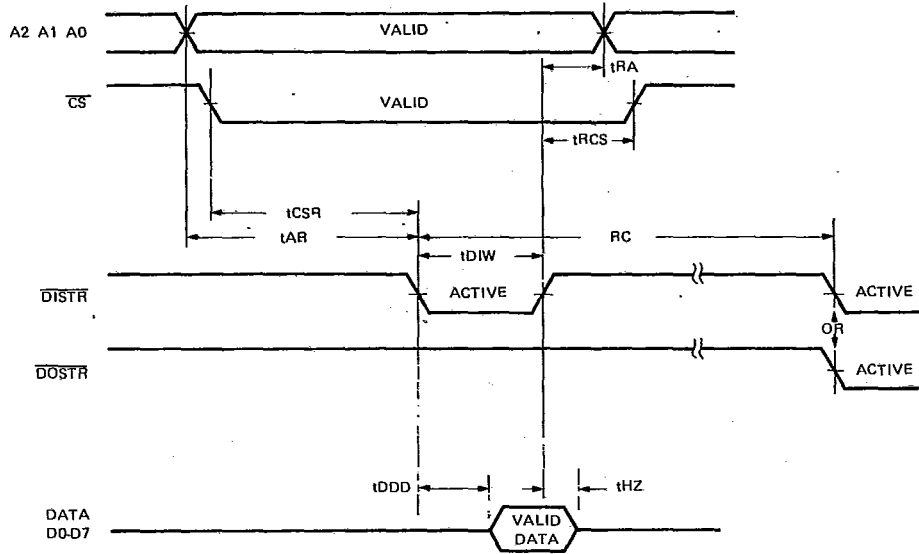 A2 A1 A0
VALID
tRA
CS
VALID
tRCS
tCSR
tAR
RC
tDIW
DISTR
ACTIVE
ACTIVE
OR
DOSTR
ACTIVE
tDDD
tHZ
DATA
D0-D7
VALID
DATA